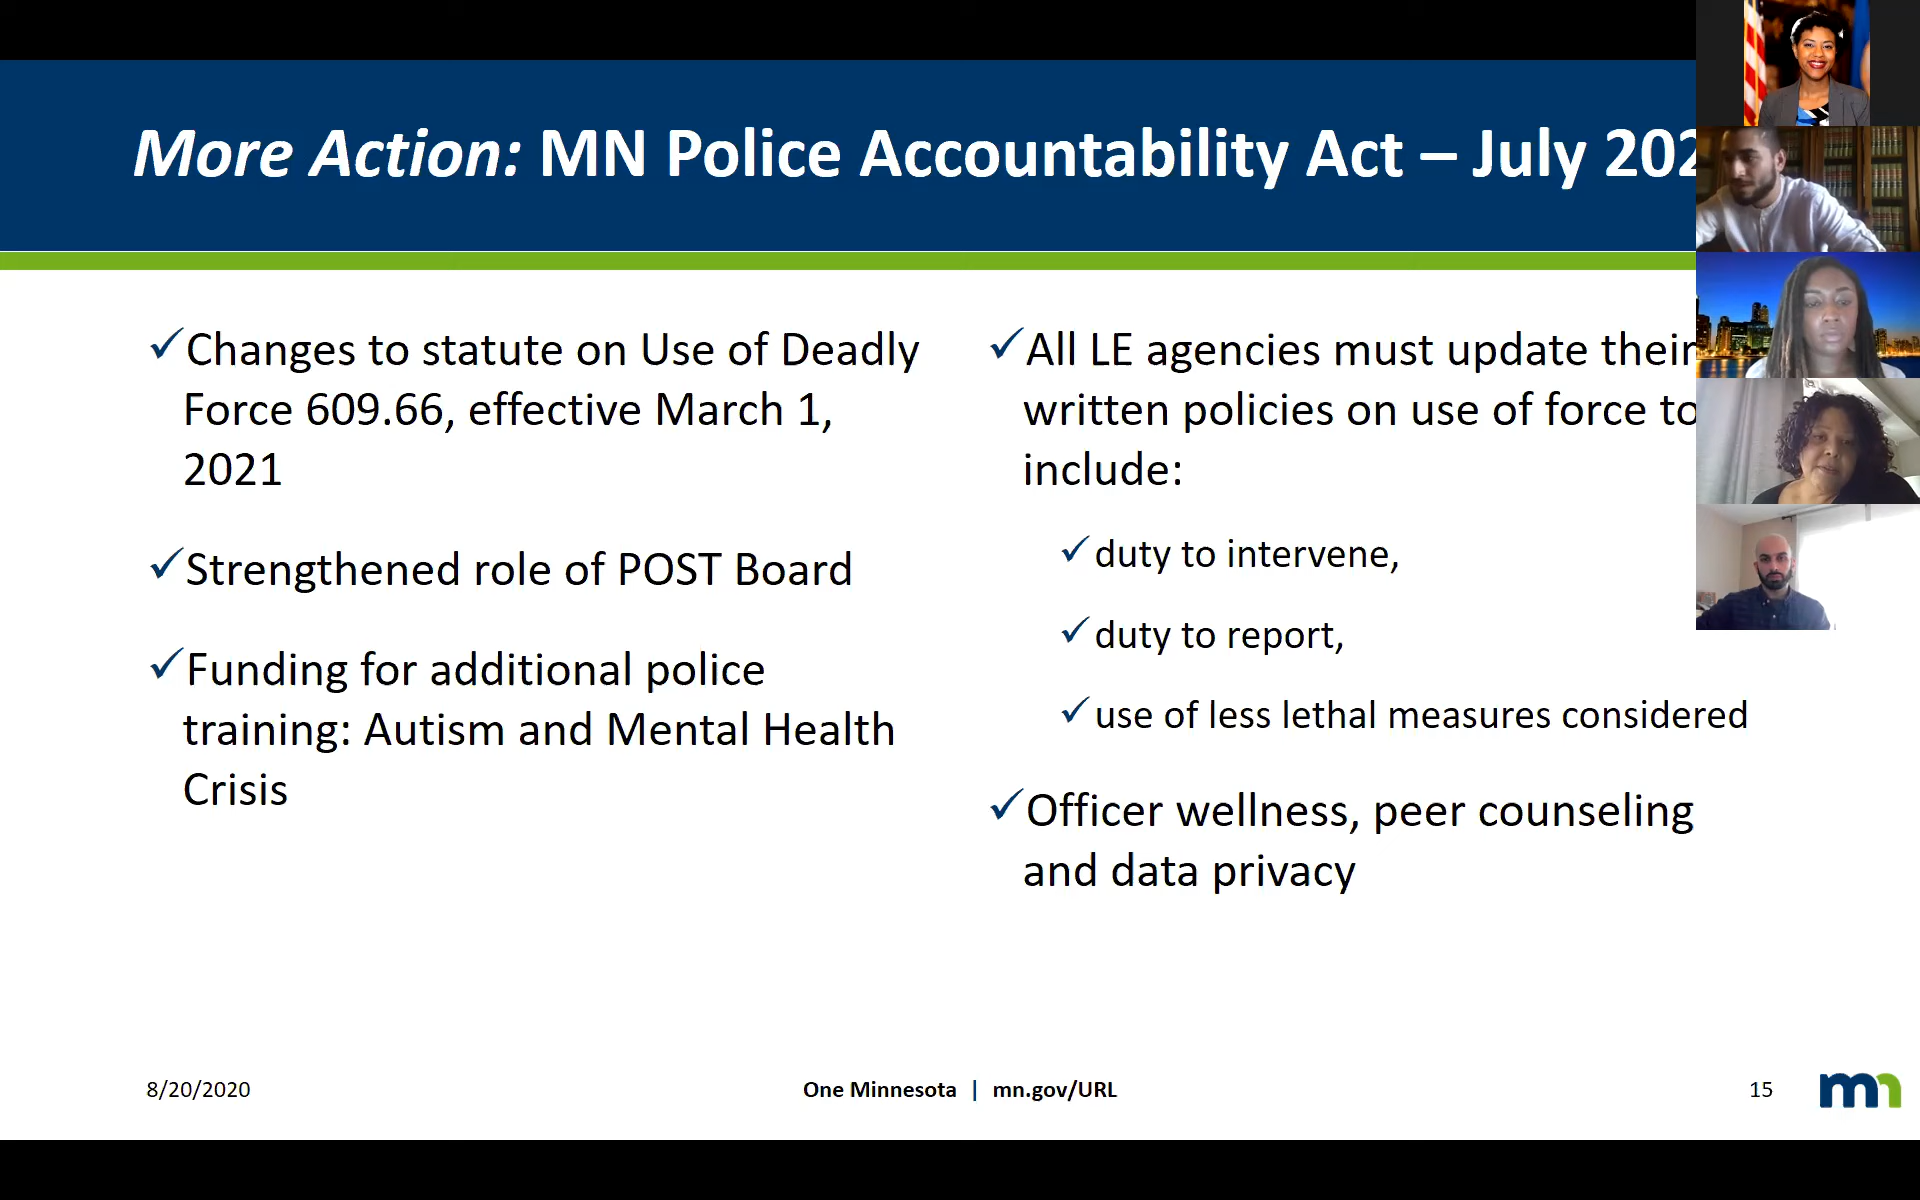 More Action: MN Police Accountability Act – July 202
Changes to statute on Use of Deadly
Force 609.66, effective March 1,
2021
Strengthened role of POST Board
Funding for additional police
training: Autism and Mental Health
Crisis
All LE agencies must update their
written policies on use of force to
include:
duty to intervene,
duty to report,
use of less lethal measures considered
Officer wellness, peer counseling
and data privacy
8/20/2020
One Minnesota | mn.gov/URL
15
mn